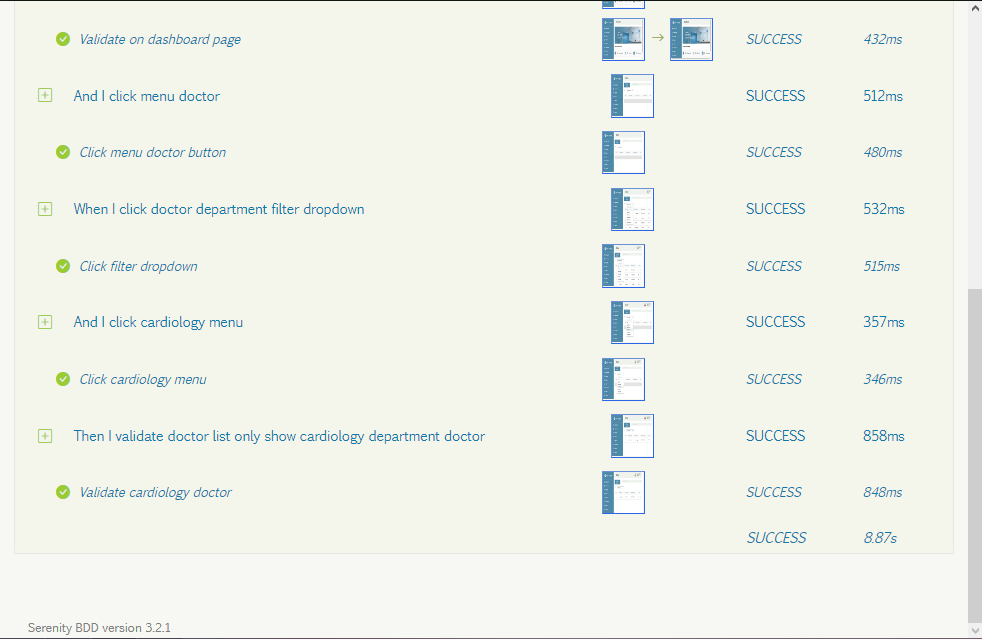 Validate on dashboard page SUCCESS 432ms
And I click menu doctor SUCCESS 512ms
Click menu doctor button SUCCESS 480ms
When I click doctor department filter dropdown SUCCESS 532ms
Click filter dropdown SUCCESS 515ms
And I click cardiology menu SUCCESS 357ms
Click cardiology menu SUCCESS 346ms
Then I validate doctor list only show cardiology department doctor SUCCESS 858ms
Validate cardiology doctor SUCCESS 848ms
SUCCESS 8.87s
Serenity BDD version 3.2.1